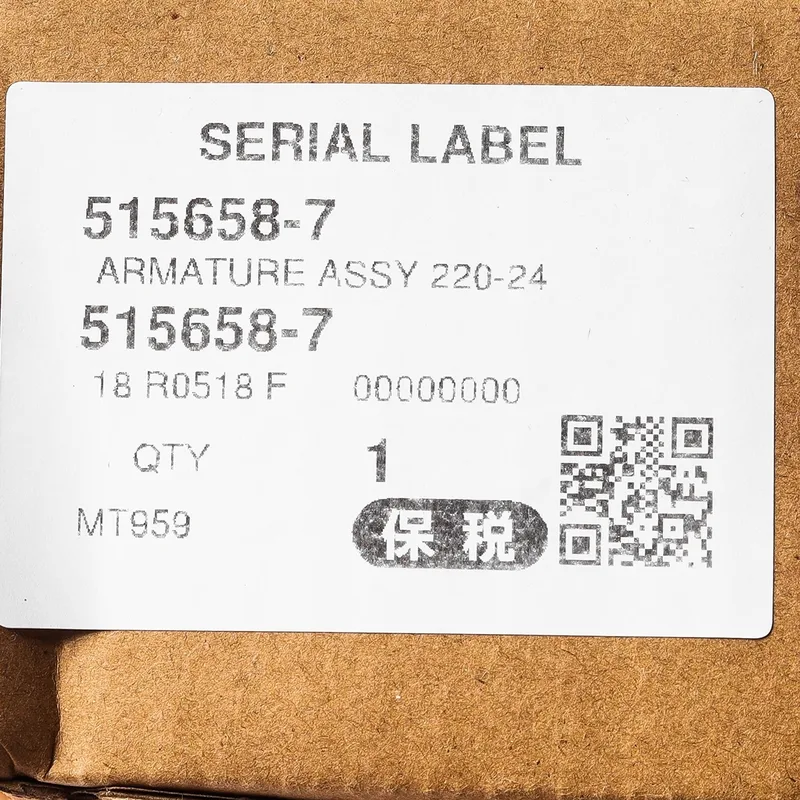 SERIAL LABEL
515658-7
ARMATURE ASSY 220-24
515658-7
18 R0518 F 00000000
QTY 1
MT959 保税